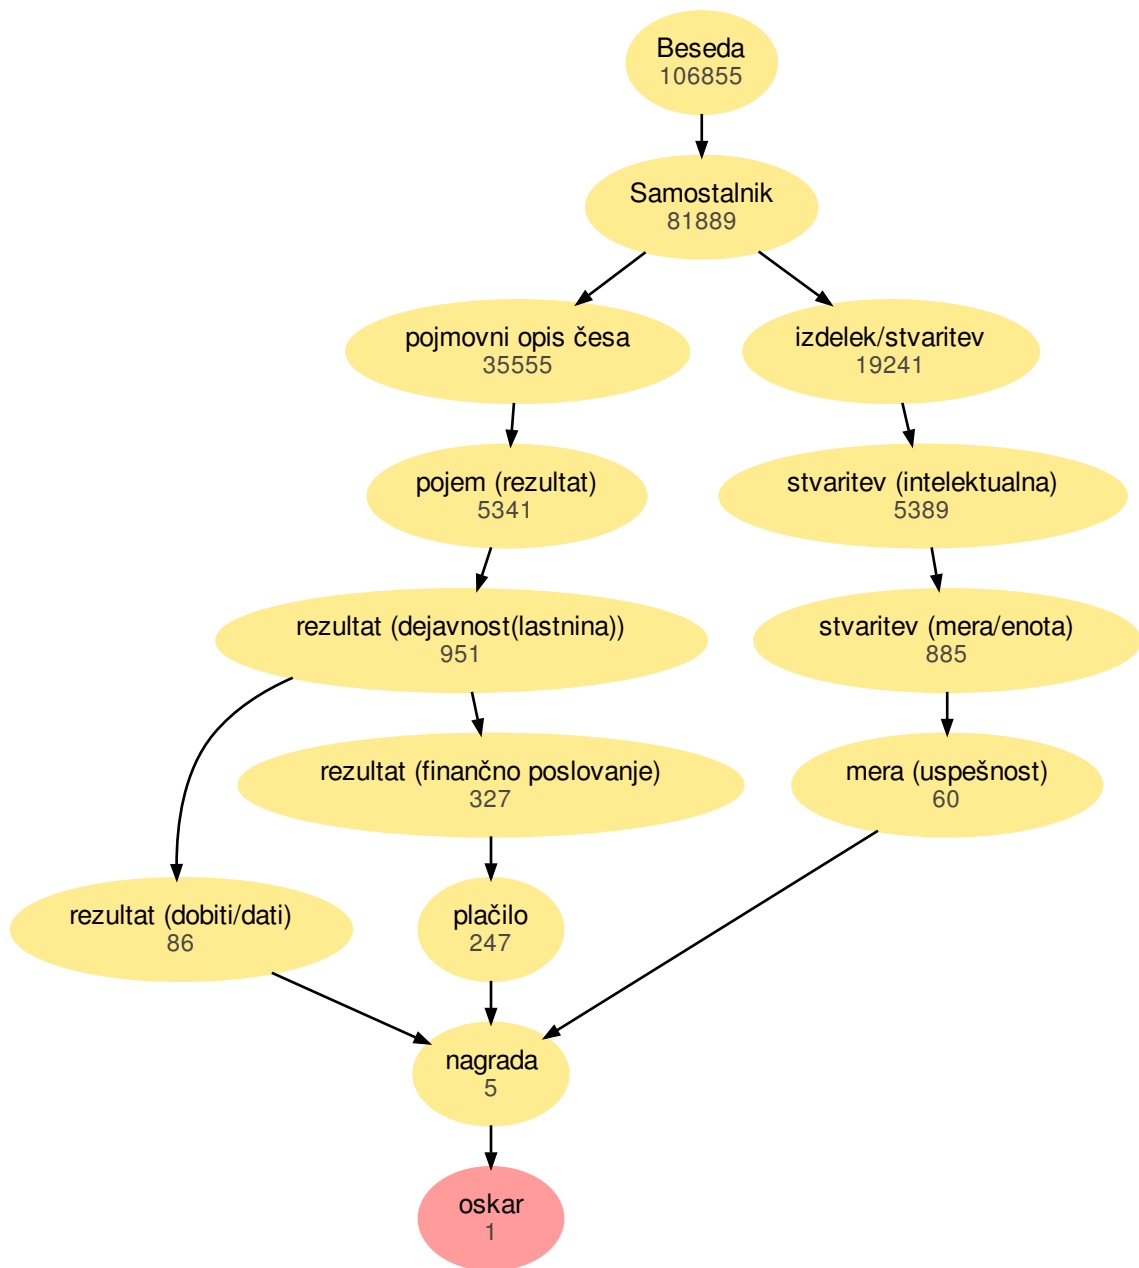 Beseda
106855
Samostalnik
81889
pojmovni opis česa
35555
izdelek/stvaritev
19241
pojem (rezultat)
5341
stvaritev (intelektualna)
5389
rezultat (dejavnost(lastnina))
951
stvaritev (mera/enota)
885
rezultat (finančno poslovanje)
327
mera (uspešnost)
60
rezultat (dobiti/dati)
86
plačilo
247
nagrada
5
oskar
1